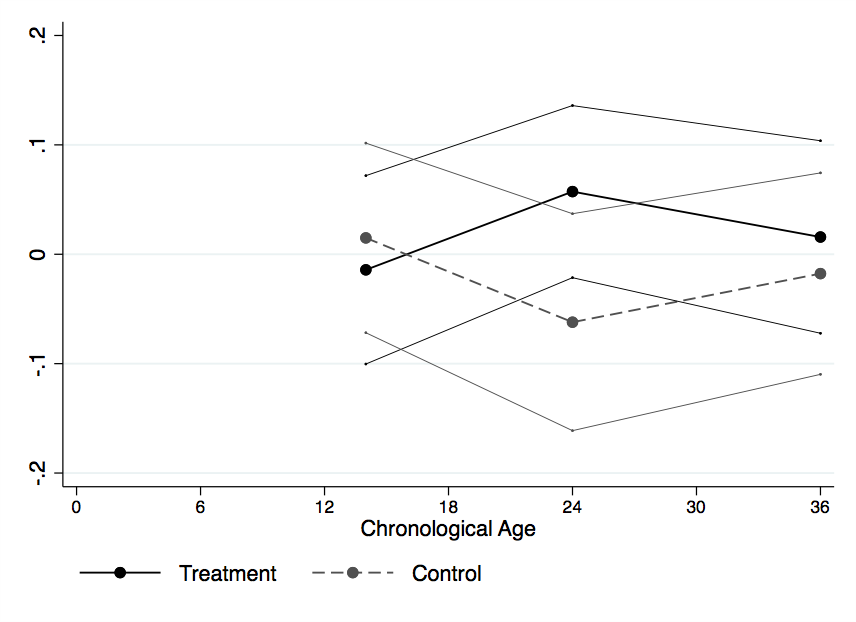 .2
.1
0
-.1
-.2
0 6 12 18 24 30 36
Chronological Age
Treatment Control